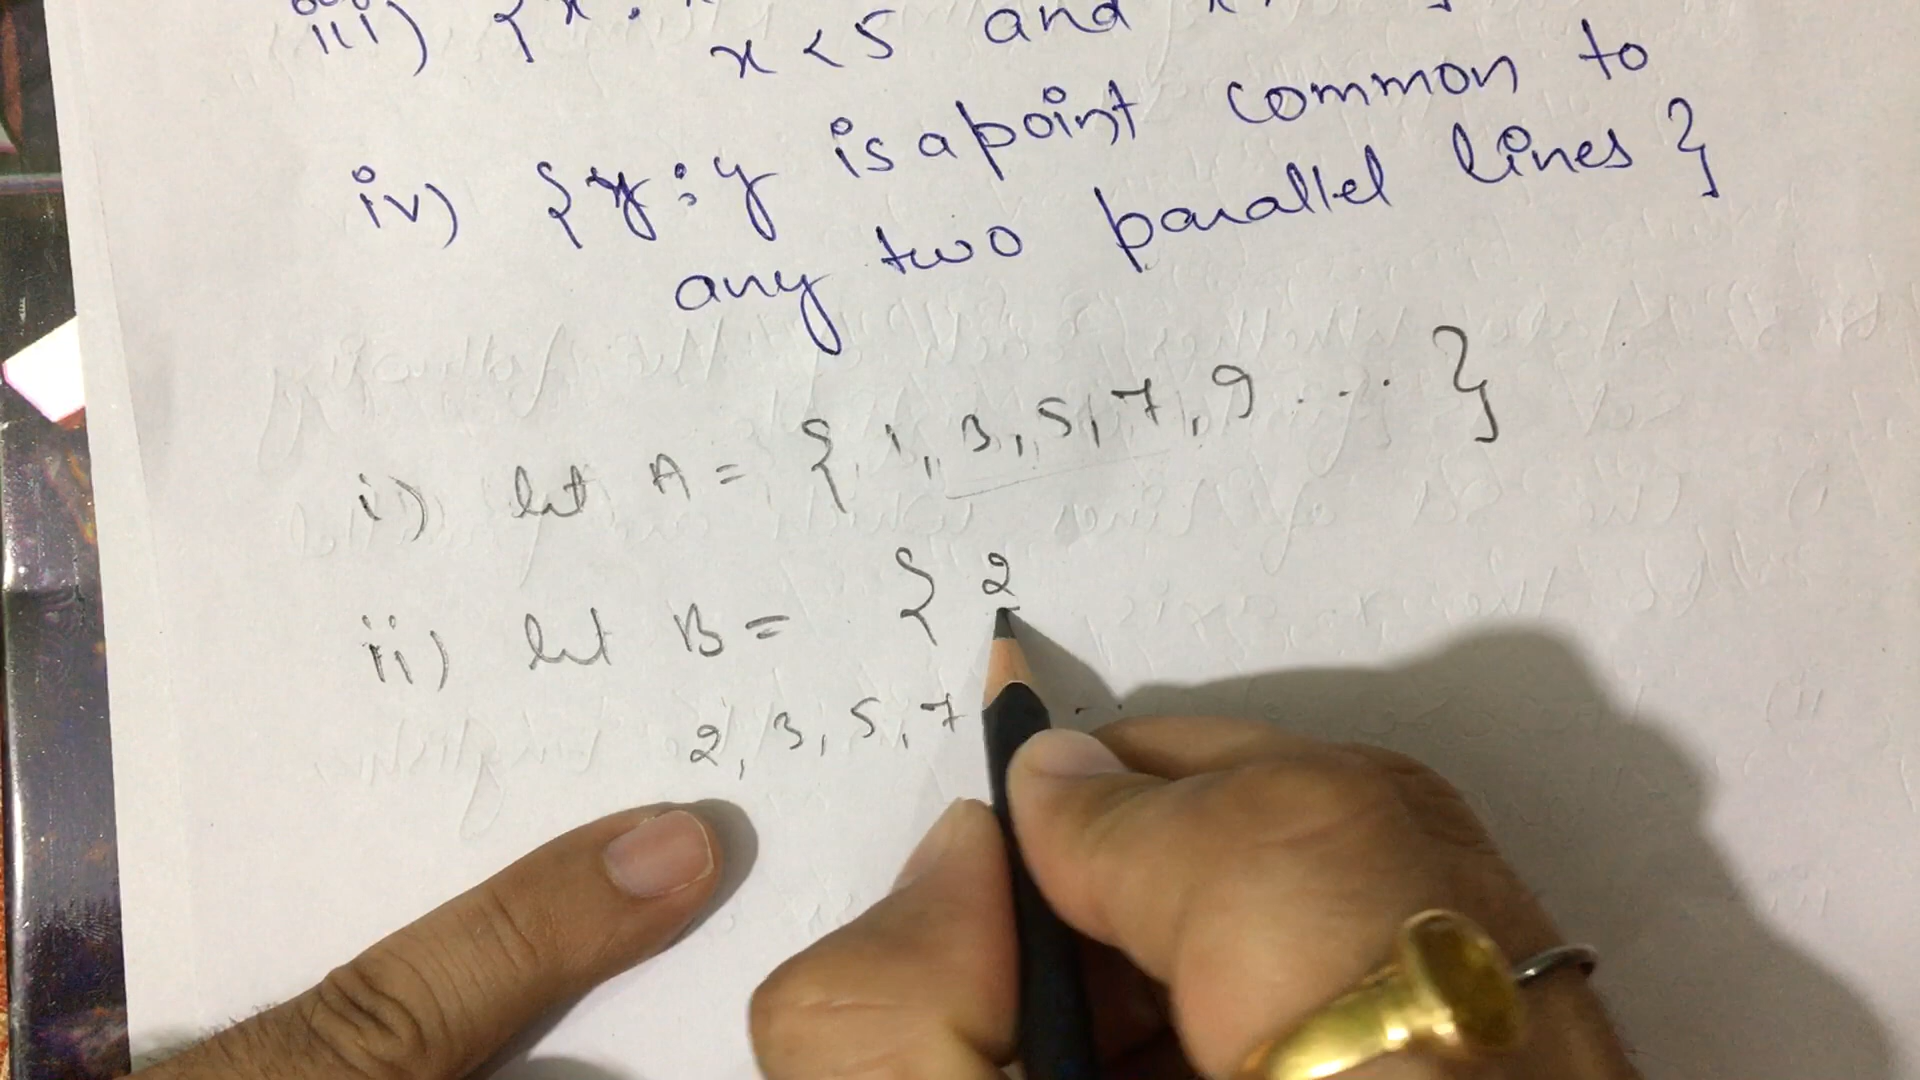 iii) {x :
x < 5 and x
iv) {y : y is a point common to
any two parallel lines}
i) let A = { 1, 3, 5, 7, 9 ... }
ii) let B = { 2
2, 3, 5, 7